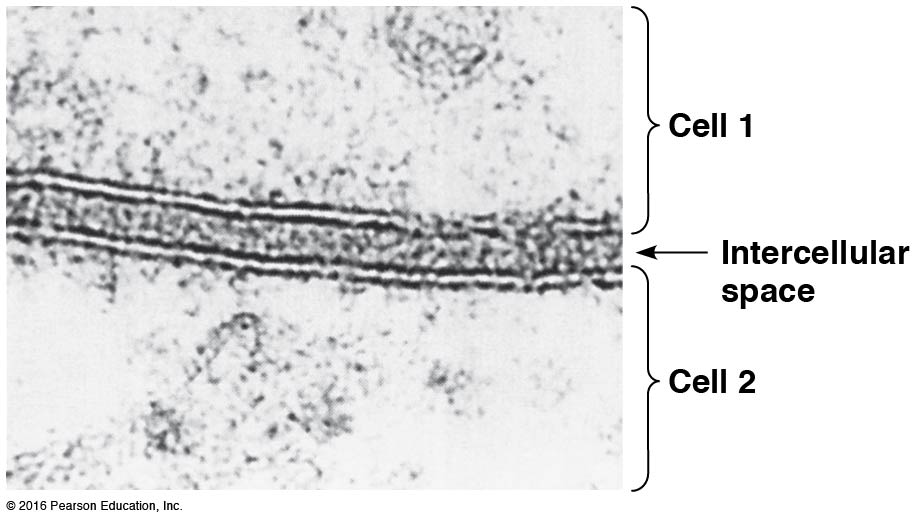 Cell 1
Intercellular
space
Cell 2
© 2016 Pearson Education, Inc.